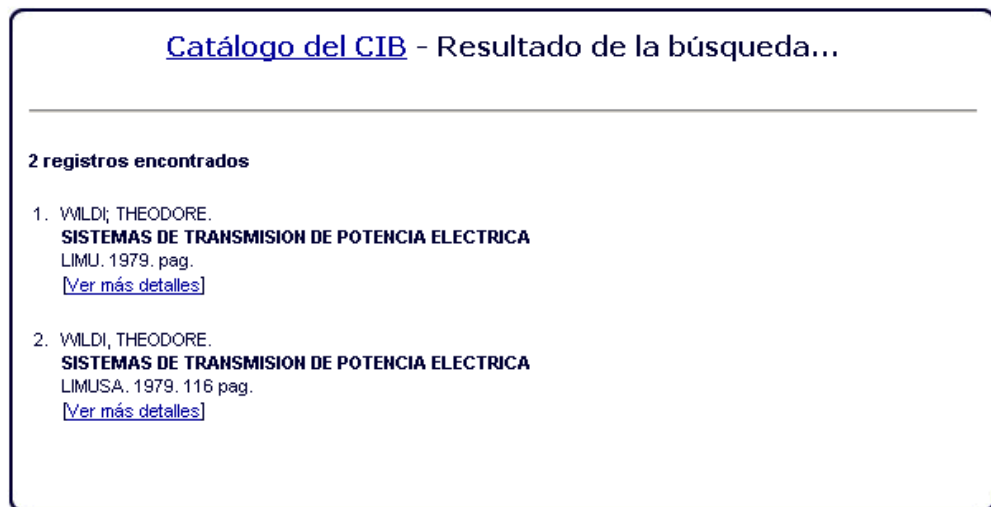 Catálogo del CIB - Resultado de la búsqueda...
2 registros encontrados
1. WILDI; THEODORE.
SISTEMAS DE TRANSMISION DE POTENCIA ELECTRICA
LIMU. 1979. pag.
[Ver más detalles]
2. WILDI, THEODORE.
SISTEMAS DE TRANSMISION DE POTENCIA ELECTRICA
LIMUSA. 1979. 116 pag.
[Ver más detalles]